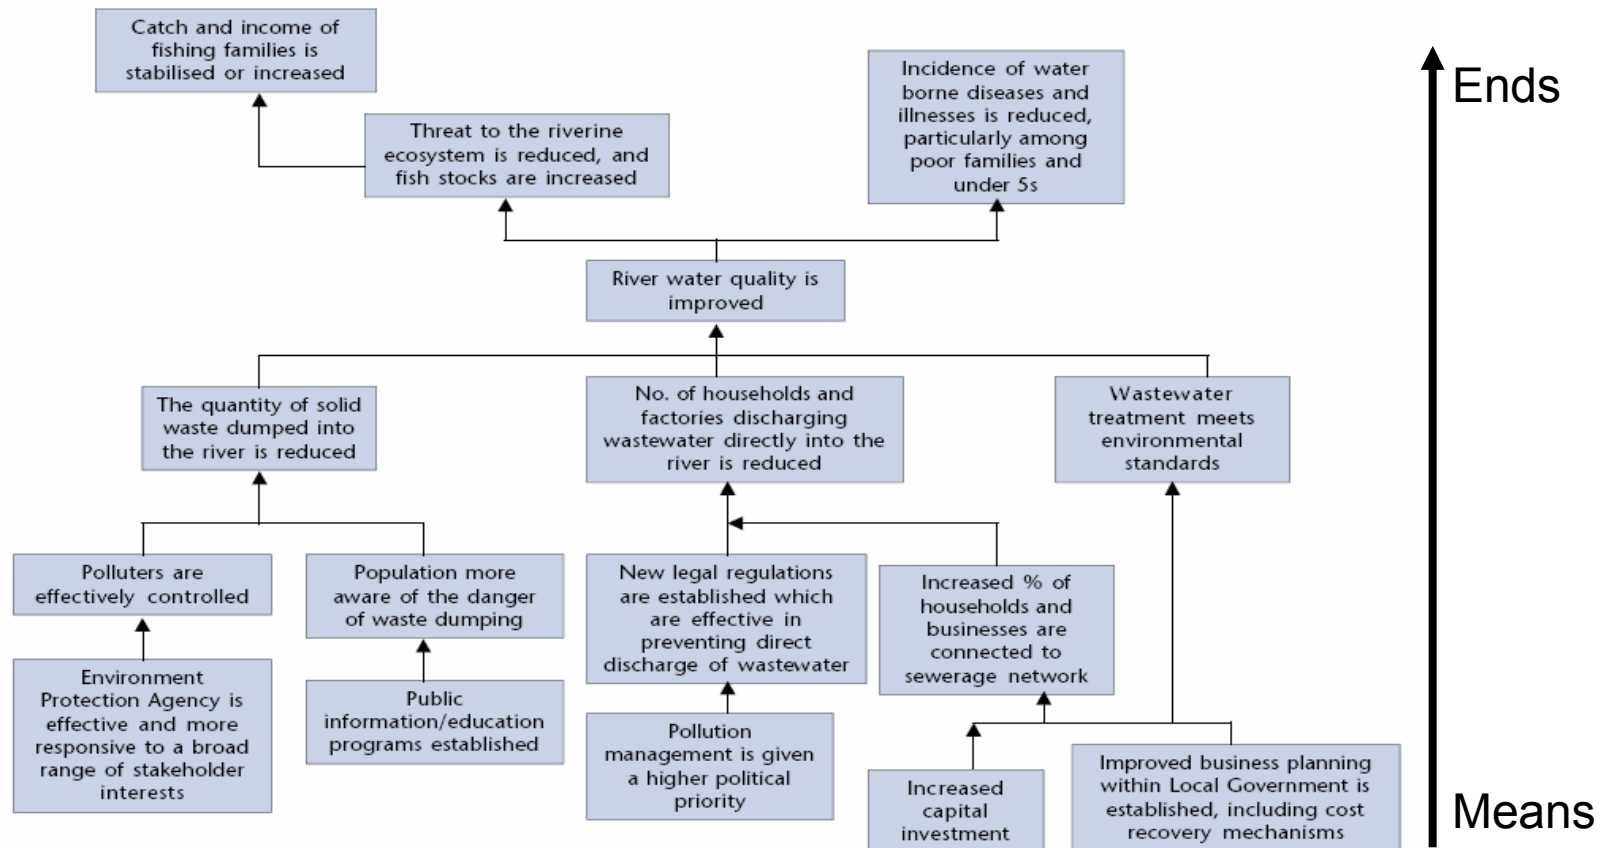 Catch and income of
fishing families is
stabilised or increased
Ends
Incidence of water
borne diseases and
illnesses is reduced,
particularly among
poor families and
under 5s
Threat to the riverine
ecosystem is reduced, and
fish stocks are increased
River water quality is
improved
The quantity of solid
waste dumped into
the river is reduced
No. of households and
factories discharging
wastewater directly into the
river is reduced
Wastewater
treatment meets
environmental
standards
Polluters are
effectively controlled
Population more
aware of the danger
of waste dumping
New legal regulations
are established which
are effective in
preventing direct
discharge of wastewater
Increased % of
households and
businesses are
connected to
sewerage network
Environment
Protection Agency is
effective and more
responsive to a broad
range of stakeholder
interests
Public
information/education
programs established
Pollution
management is given
a higher political
priority
Increased
capital
investment
Improved business planning
within Local Government is
established, including cost
recovery mechanisms
Means